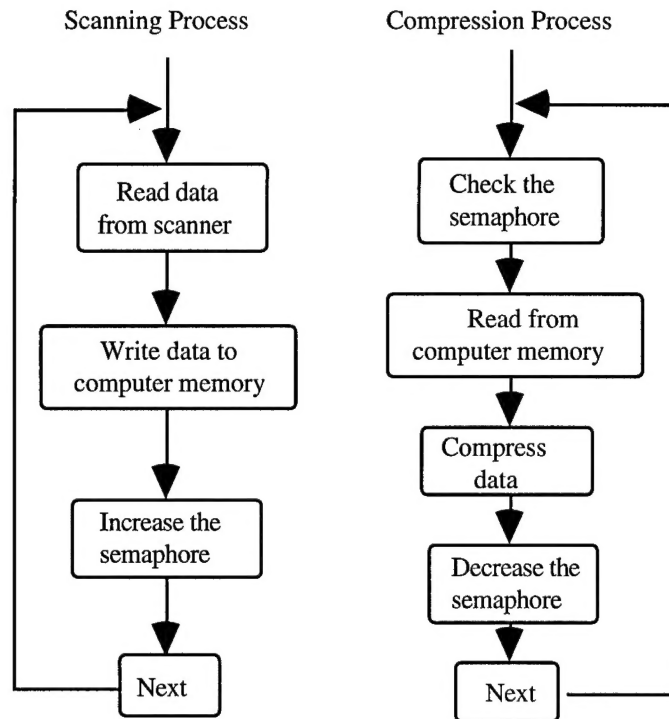 Scanning Process
Read data
from scanner
Write data to
computer memory
Increase the
semaphore
Next
Compression Process
Check the
semaphore
Read from
computer memory
Compress
data
Decrease the
semaphore
Next